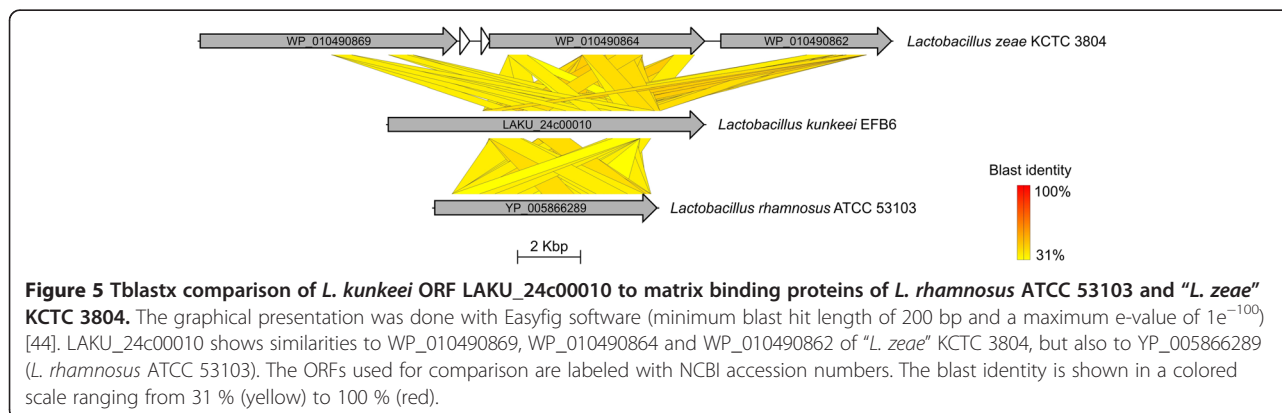 WP_010490869 WP_010490864 WP_010490862 Lactobacillus zeae KCTC 3804
LAKU_24c00010 Lactobacillus kunkeei EFB6
Blast identity
100%
YP_005866289 Lactobacillus rhamnosus ATCC 53103
2 Kbp
31%
Figure 5 Tblastx comparison of L. kunkeei ORF LAKU_24c00010 to matrix binding proteins of L. rhamnosus ATCC 53103 and “L. zeae”
KCTC 3804. The graphical presentation was done with Easyfig software (minimum blast hit length of 200 bp and a maximum e-value of 1e⁻¹⁰⁰)
[44]. LAKU_24c00010 shows similarities to WP_010490869, WP_010490864 and WP_010490862 of “L. zeae” KCTC 3804, but also to YP_005866289
(L. rhamnosus ATCC 53103). The ORFs used for comparison are labeled with NCBI accession numbers. The blast identity is shown in a colored
scale ranging from 31 % (yellow) to 100 % (red).